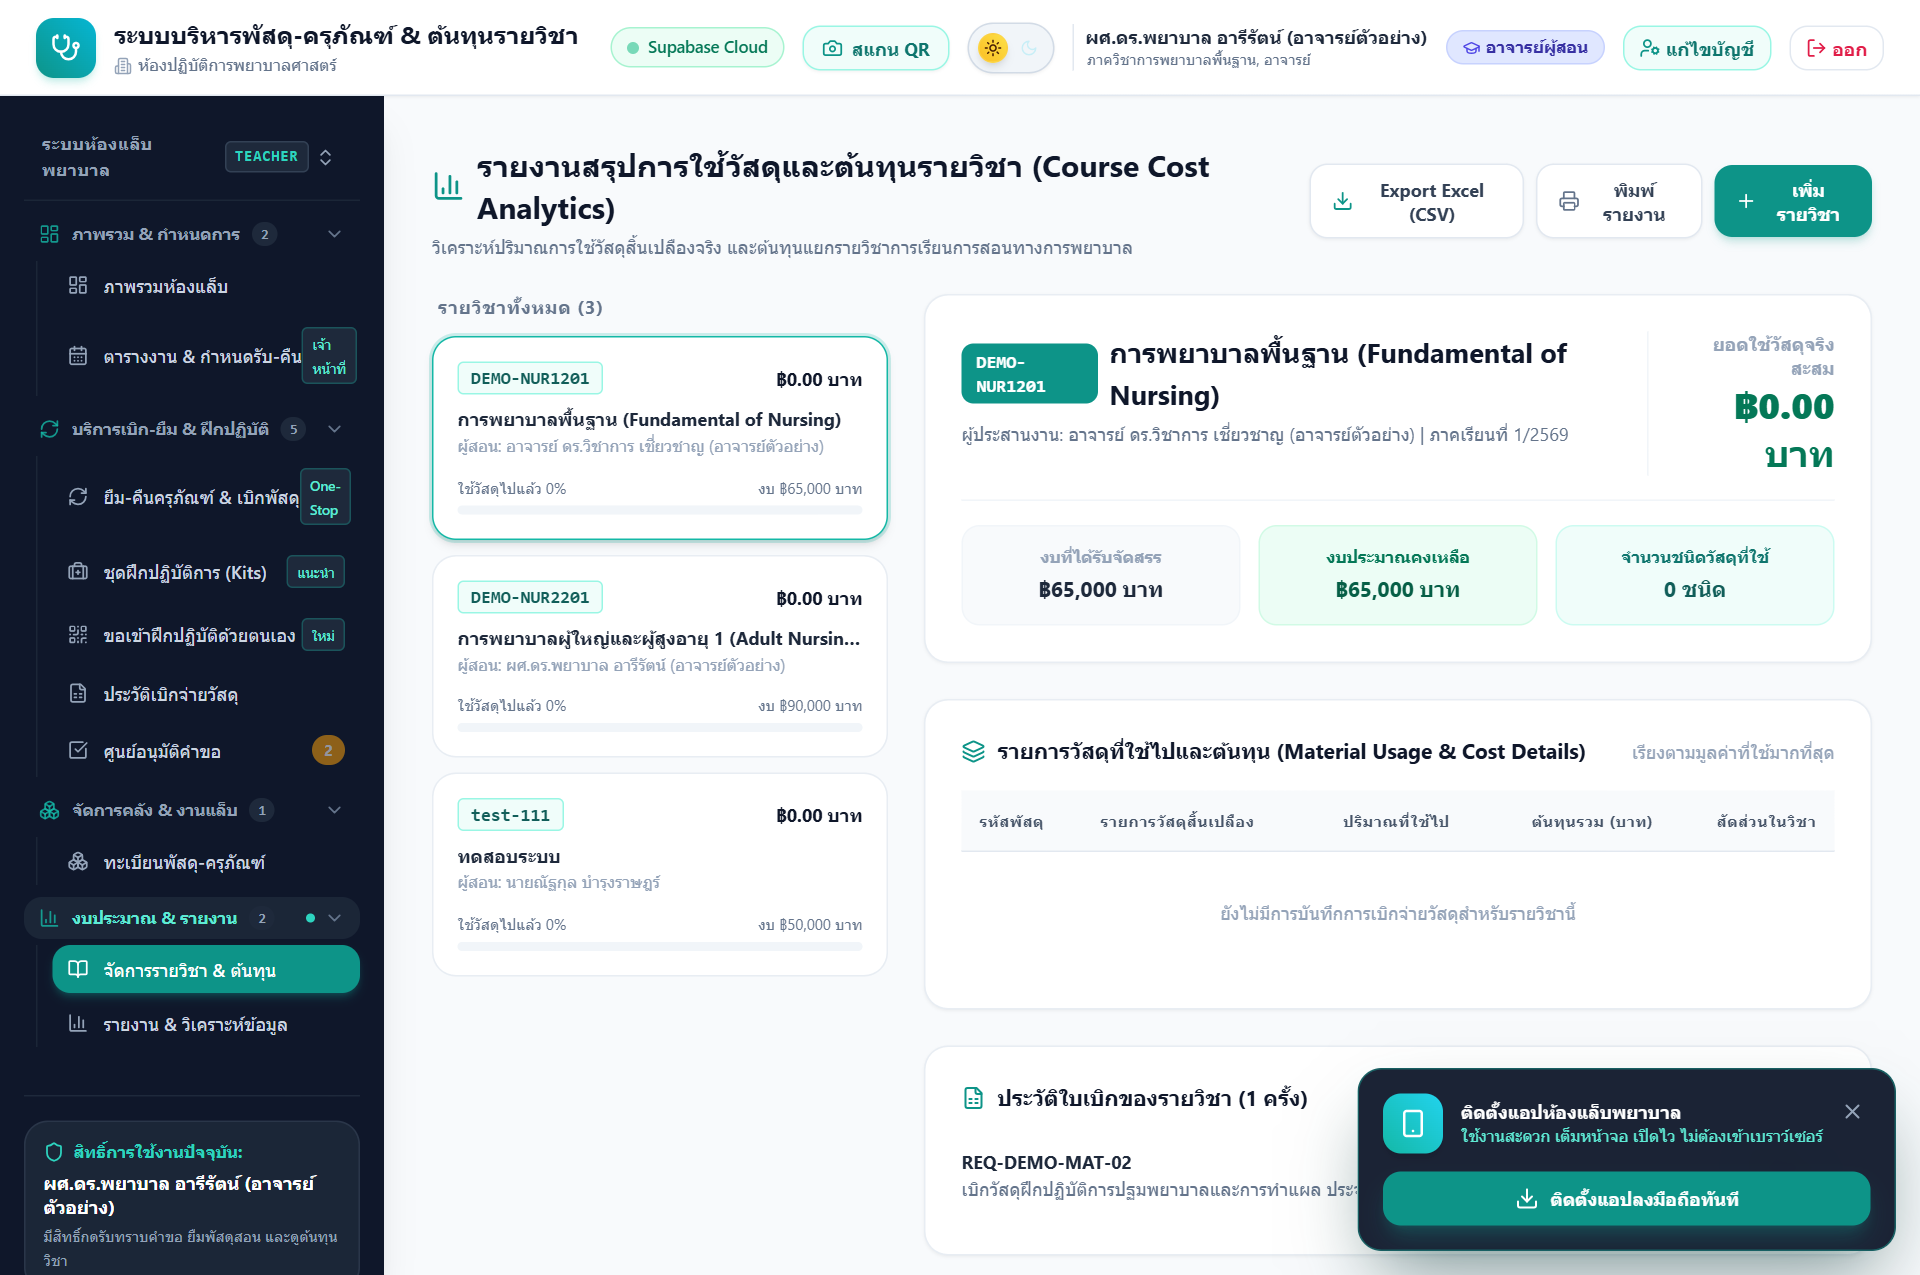 ระบบบริหารพัสดุ-ครุภัณฑ์ & ต้นทุนรายวิชา
ห้องปฏิบัติการพยาบาลศาสตร์
Supabase Cloud
สแกน QR
ผศ.ดร.พยาบาล อารีรัตน์ (อาจารย์ตัวอย่าง)
ภาควิชาการพยาบาลพื้นฐาน, อาจารย์
อาจารย์ผู้สอน
แก้ไขบัญชี
ออก
ระบบห้องแล็บ
พยาบาล
TEACHER
ภาพรวม & กำหนดการ 2
ภาพรวมห้องแล็บ
ตารางงาน & กำหนดรับ-คืน
เจ้า
หน้าที่
บริการเบิก-ยืม & ฝึกปฏิบัติ 5
ยืม-คืนครุภัณฑ์ & เบิกพัสดุ
One-
Stop
ชุดฝึกปฏิบัติการ (Kits) แนะนำ
ขอเข้าฝึกปฏิบัติด้วยตนเอง ใหม่
ประวัติเบิกจ่ายวัสดุ
ศูนย์อนุมัติคำขอ 2
จัดการคลัง & งานแล็บ 1
ทะเบียนพัสดุ-ครุภัณฑ์
งบประมาณ & รายงาน 2
จัดการรายวิชา & ต้นทุน
รายงาน & วิเคราะห์ข้อมูล
สิทธิ์การใช้งานปัจจุบัน:
ผศ.ดร.พยาบาล อารีรัตน์ (อาจารย์
ตัวอย่าง)
มีสิทธิ์กดรับทราบคำขอ ยืมพัสดุสอน และดูต้นทุน
วิชา
รายงานสรุปการใช้วัสดุและต้นทุนรายวิชา (Course Cost
Analytics)
วิเคราะห์ปริมาณการใช้วัสดุสิ้นเปลืองจริง และต้นทุนแยกรายวิชาการเรียนการสอนทางการพยาบาล
Export Excel
(CSV)
พิมพ์
รายงาน
เพิ่ม
รายวิชา
รายวิชาทั้งหมด (3)
DEMO-NUR1201 ฿0.00 บาท
การพยาบาลพื้นฐาน (Fundamental of Nursing)
ผู้สอน: อาจารย์ ดร.วิชาการ เชี่ยวชาญ (อาจารย์ตัวอย่าง)
ใช้วัสดุไปแล้ว 0% งบ ฿65,000 บาท
DEMO-NUR2201 ฿0.00 บาท
การพยาบาลผู้ใหญ่และผู้สูงอายุ 1 (Adult Nursin...
ผู้สอน: ผศ.ดร.พยาบาล อารีรัตน์ (อาจารย์ตัวอย่าง)
ใช้วัสดุไปแล้ว 0% งบ ฿90,000 บาท
test-111 ฿0.00 บาท
ทดสอบระบบ
ผู้สอน: นายณัฐกุล บำรุงราษฎร์
ใช้วัสดุไปแล้ว 0% งบ ฿50,000 บาท
DEMO-
NUR1201
การพยาบาลพื้นฐาน (Fundamental of
Nursing)
ผู้ประสานงาน: อาจารย์ ดร.วิชาการ เชี่ยวชาญ (อาจารย์ตัวอย่าง) | ภาคเรียนที่ 1/2569
ยอดใช้วัสดุจริง
สะสม
฿0.00
บาท
งบที่ได้รับจัดสรร
฿65,000 บาท
งบประมาณคงเหลือ
฿65,000 บาท
จำนวนชนิดวัสดุที่ใช้
0 ชนิด
รายการวัสดุที่ใช้ไปและต้นทุน (Material Usage & Cost Details)
เรียงตามมูลค่าที่ใช้มากที่สุด
รหัสพัสดุ รายการวัสดุสิ้นเปลือง ปริมาณที่ใช้ไป ต้นทุนรวม (บาท) สัดส่วนในวิชา
ยังไม่มีการบันทึกการเบิกจ่ายวัสดุสำหรับรายวิชานี้
ประวัติใบเบิกของรายวิชา (1 ครั้ง)
REQ-DEMO-MAT-02
เบิกวัสดุฝึกปฏิบัติการปฐมพยาบาลและการทำแผล
ติดตั้งแอปห้องแล็บพยาบาล
ใช้งานสะดวก เต็มหน้าจอ เปิดไว ไม่ต้องเข้าเบราว์เซอร์
ติดตั้งแอปลงมือถือทันที